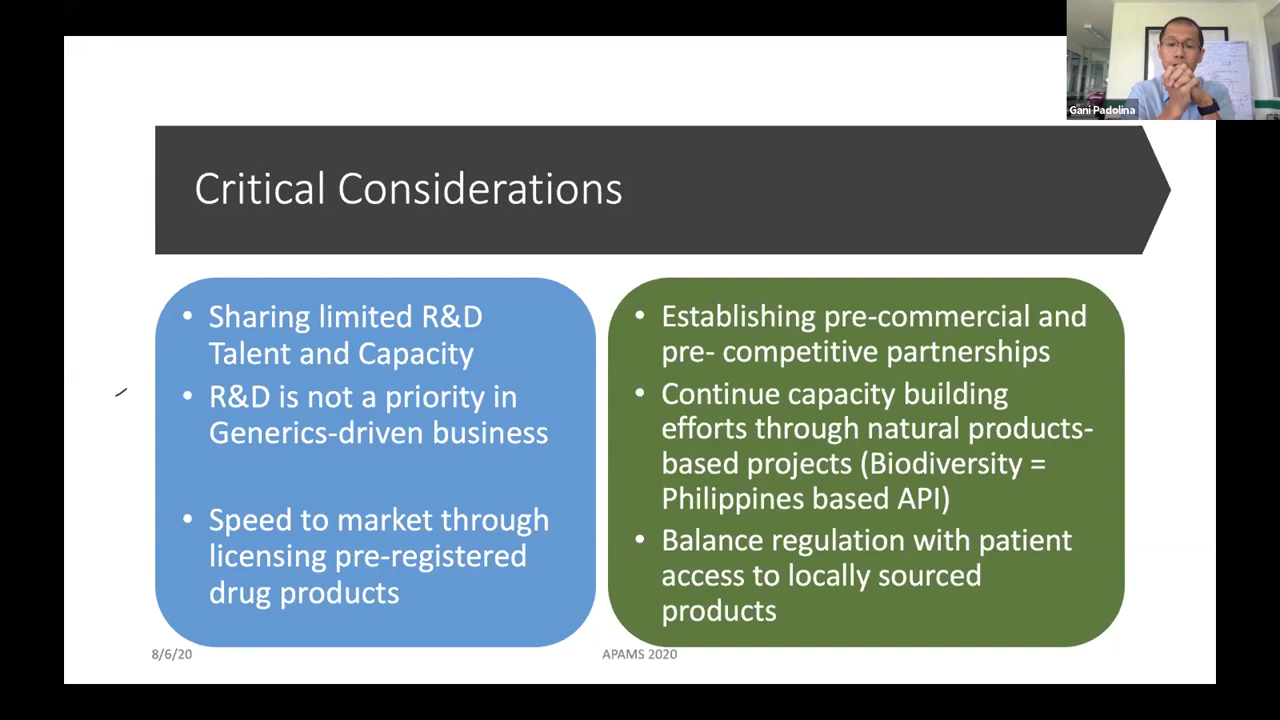 Gani Padolina
Critical Considerations
• Sharing limited R&D
Talent and Capacity
• R&D is not a priority in
Generics-driven business
• Speed to market through
licensing pre-registered
drug products
• Establishing pre-commercial and
pre- competitive partnerships
• Continue capacity building
efforts through natural products-
based projects (Biodiversity =
Philippines based API)
• Balance regulation with patient
access to locally sourced
products
8/6/20
APAMS 2020